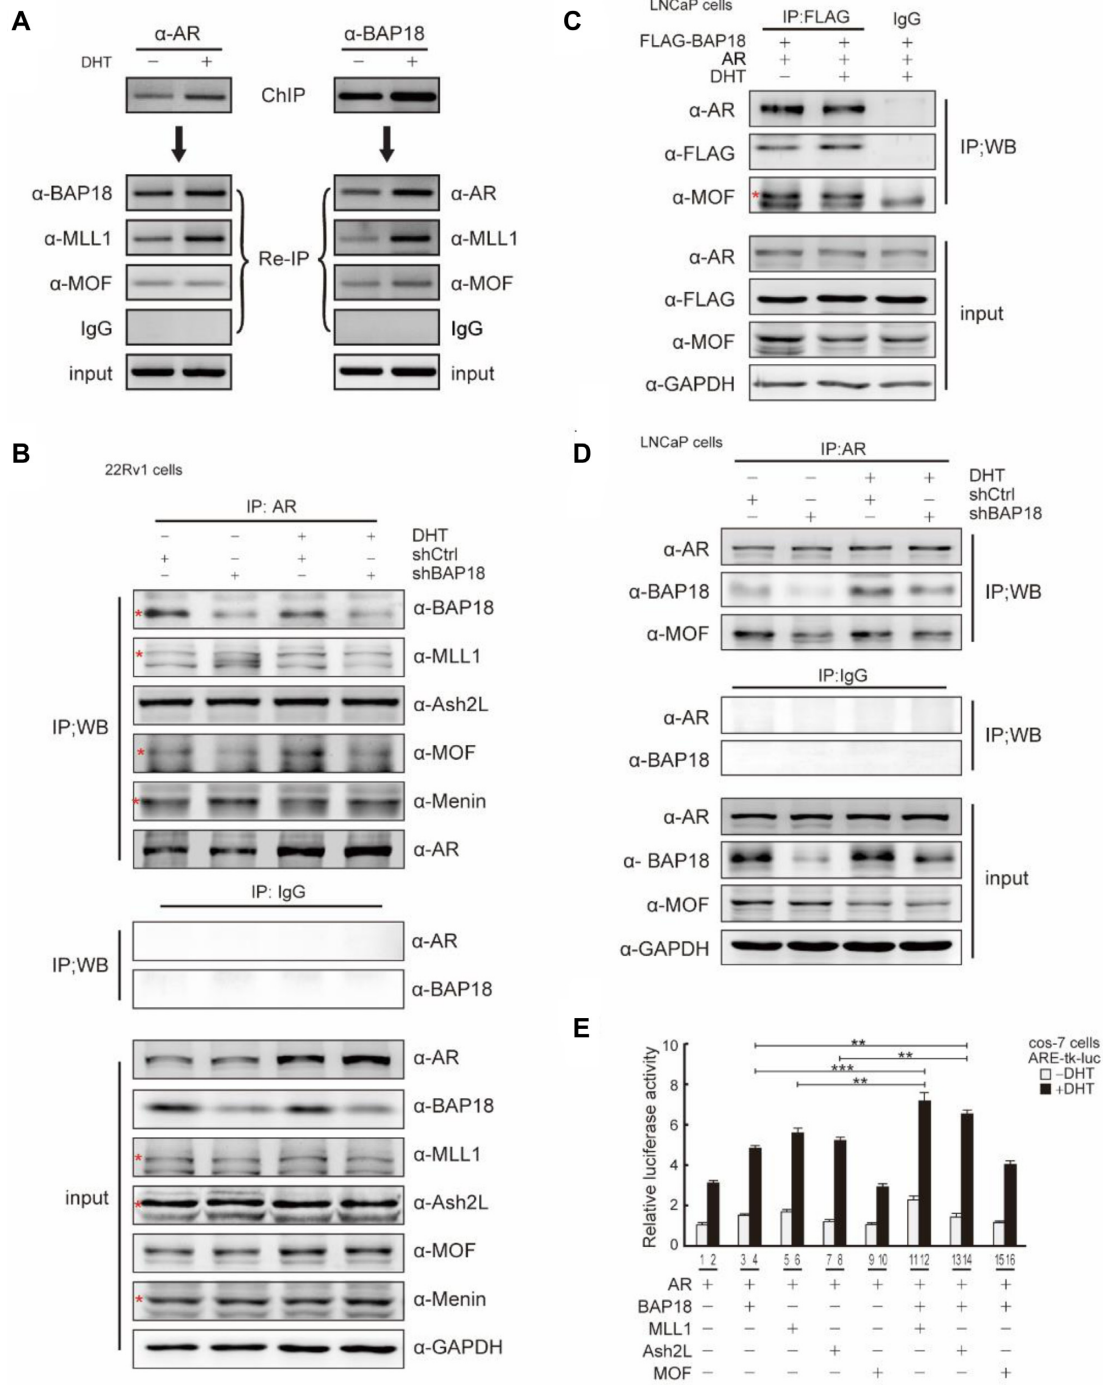 A
α-AR
α-BAP18
DHT − + − +
ChIP
α-BAP18
α-AR
α-MLL1
α-MLL1
Re-IP
α-MOF
α-MOF
IgG
IgG
input
input
B
22Rv1 cells
IP: AR
− − + + DHT
+ − + − shCtrl
− + − + shBAP18
* α-BAP18
* α-MLL1
α-Ash2L
IP;WB
* α-MOF
* α-Menin
α-AR
IP: IgG
α-AR
IP;WB
α-BAP18
α-AR
α-BAP18
* α-MLL1
input
* α-Ash2L
α-MOF
* α-Menin
α-GAPDH
C
LNCaP cells
IP:FLAG IgG
FLAG-BAP18 + + +
AR + + +
DHT − + +
α-AR
IP;WB
α-FLAG
α-MOF *
α-AR
α-FLAG
input
α-MOF
α-GAPDH
D
LNCaP cells
IP:AR
− − + + DHT
+ − + − shCtrl
− + − + shBAP18
α-AR
α-BAP18 IP;WB
α-MOF
IP:IgG
α-AR
IP;WB
α-BAP18
α-AR
α- BAP18
input
α-MOF
α-GAPDH
E
Relative luciferase activity
10
8
6
4
2
0
**
**
***
**
cos-7 cells
ARE-tk-luc
−DHT
+DHT
1 2 3 4 5 6 7 8 9 10 11 12 13 14 15 16
AR + + + + + + + +
BAP18 − + − − − + + +
MLL1 − − + − − + − −
Ash2L − − − + − − + −
MOF − − − − + − − +